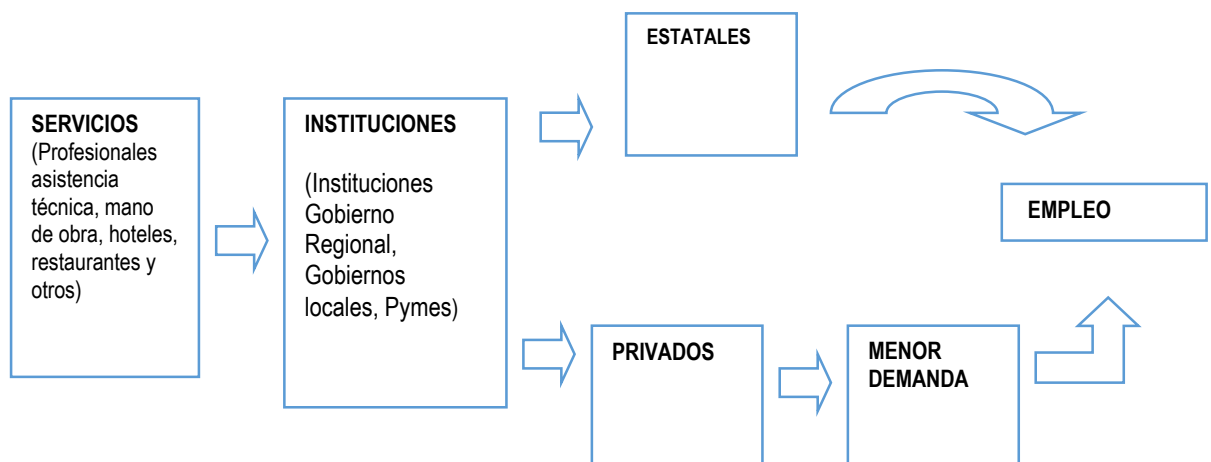 SERVICIOS
(Profesionales
asistencia
técnica, mano
de obra, hoteles,
restaurantes y
otros)
INSTITUCIONES
(Instituciones
Gobierno
Regional,
Gobiernos
locales, Pymes)
ESTATALES
PRIVADOS
MENOR
DEMANDA
EMPLEO